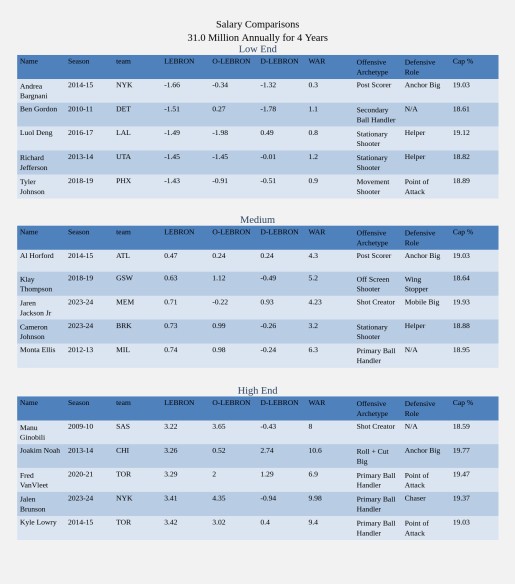 Salary Comparisons
31.0 Million Annually for 4 Years
Low End
Name Season team LEBRON O-LEBRON D-LEBRON WAR Offensive Archetype Defensive Role Cap %
Andrea Bargnani 2014-15 NYK -1.66 -0.34 -1.32 0.3 Post Scorer Anchor Big 19.03
Ben Gordon 2010-11 DET -1.51 0.27 -1.78 1.1 Secondary Ball Handler N/A 18.61
Luol Deng 2016-17 LAL -1.49 -1.98 0.49 0.8 Stationary Shooter Helper 19.12
Richard Jefferson 2013-14 UTA -1.45 -1.45 -0.01 1.2 Stationary Shooter Helper 18.82
Tyler Johnson 2018-19 PHX -1.43 -0.91 -0.51 0.9 Movement Shooter Point of Attack 18.89
Medium
Name Season team LEBRON O-LEBRON D-LEBRON WAR Offensive Archetype Defensive Role Cap %
Al Horford 2014-15 ATL 0.47 0.24 0.24 4.3 Post Scorer Anchor Big 19.03
Klay Thompson 2018-19 GSW 0.63 1.12 -0.49 5.2 Off Screen Shooter Wing Stopper 18.64
Jaren Jackson Jr 2023-24 MEM 0.71 -0.22 0.93 4.23 Shot Creator Mobile Big 19.93
Cameron Johnson 2023-24 BRK 0.73 0.99 -0.26 3.2 Stationary Shooter Helper 18.88
Monta Ellis 2012-13 MIL 0.74 0.98 -0.24 6.3 Primary Ball Handler N/A 18.95
High End
Name Season team LEBRON O-LEBRON D-LEBRON WAR Offensive Archetype Defensive Role Cap %
Manu Ginobili 2009-10 SAS 3.22 3.65 -0.43 8 Shot Creator N/A 18.59
Joakim Noah 2013-14 CHI 3.26 0.52 2.74 10.6 Roll + Cut Big Anchor Big 19.77
Fred VanVleet 2020-21 TOR 3.29 2 1.29 6.9 Primary Ball Handler Point of Attack 19.47
Jalen Brunson 2023-24 NYK 3.41 4.35 -0.94 9.98 Primary Ball Handler Chaser 19.37
Kyle Lowry 2014-15 TOR 3.42 3.02 0.4 9.4 Primary Ball Handler Point of Attack 19.03